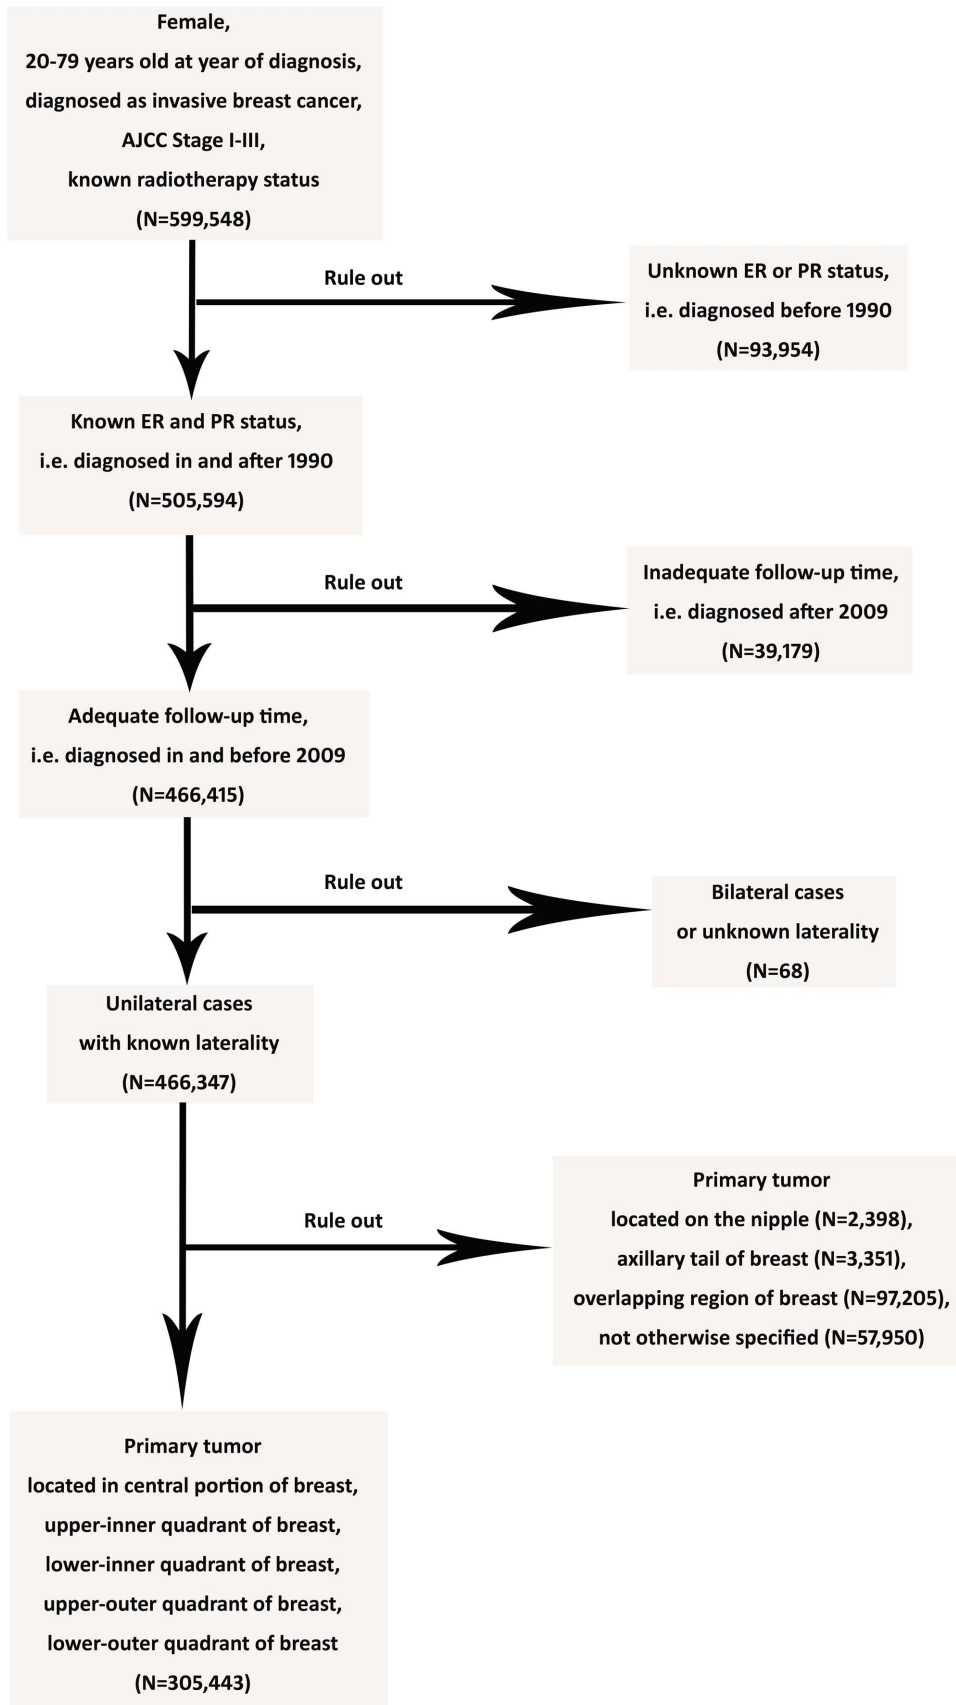 Female,
20-79 years old at year of diagnosis,
diagnosed as invasive breast cancer,
AJCC Stage I-III,
known radiotherapy status
(N=599,548)
Rule out
Unknown ER or PR status,
i.e. diagnosed before 1990
(N=93,954)
Known ER and PR status,
i.e. diagnosed in and after 1990
(N=505,594)
Rule out
Inadequate follow-up time,
i.e. diagnosed after 2009
(N=39,179)
Adequate follow-up time,
i.e. diagnosed in and before 2009
(N=466,415)
Rule out
Bilateral cases
or unknown laterality
(N=68)
Unilateral cases
with known laterality
(N=466,347)
Rule out
Primary tumor
located on the nipple (N=2,398),
axillary tail of breast (N=3,351),
overlapping region of breast (N=97,205),
not otherwise specified (N=57,950)
Primary tumor
located in central portion of breast,
upper-inner quadrant of breast,
lower-inner quadrant of breast,
upper-outer quadrant of breast,
lower-outer quadrant of breast
(N=305,443)